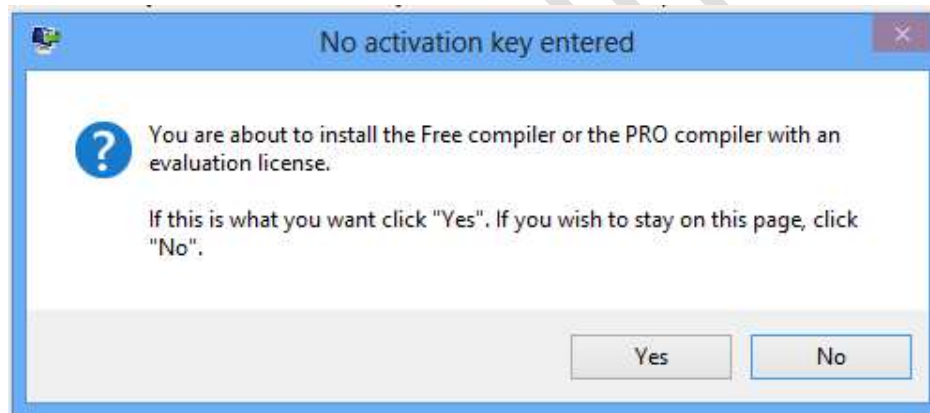 No activation key entered
You are about to install the Free compiler or the PRO compiler with an
evaluation license.
If this is what you want click "Yes". If you wish to stay on this page, click
"No".
Yes
No